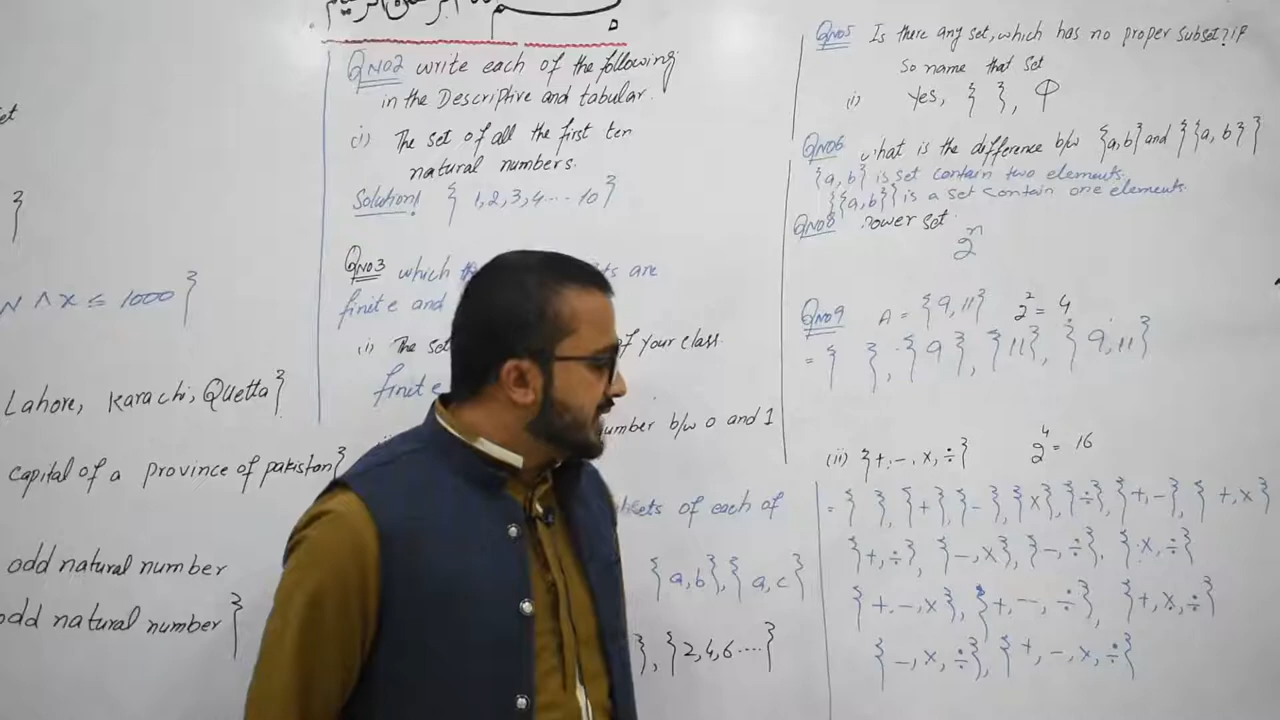 et
}
N ∧ x ≤ 1000 }
Lahore, Karachi, Quetta }
capital of a province of pakistan }
odd natural number
odd natural number }
QNO2 write each of the following
in the Descriptive and tabular.
(i) The set of all the first ten
natural numbers.
Solution! { 1,2,3,4 ... 10 }
QNO3 which are
finite and
(i) The set of your class.
finite
number b/w 0 and 1
of each of
{ a,b }, { a,c }
}, { 2,4,6 .... }
QNO5 Is there any set, which has no proper subset? if
So name that set
(i) Yes, { }, Φ
QNO6 what is the difference b/w {a,b} and {{a,b}}
{a,b} is set contain two elements.
{{a,b}} is a set contain one elements.
QNO8 Power set.
2ⁿ
QNO9 A = {9,11} 2² = 4
= { }, {9}, {11}, {9,11}
(ii) {+,-,×,÷} 2⁴ = 16
= { }, {+}, {-}, {×}, {÷}, {+,-}, {+,×}
{+,÷}, {-,×}, {-,÷}, {×,÷}
{+,-,×}, {+,-,÷}, {+,×,÷}
{-,×,÷}, {+,-,×,÷}